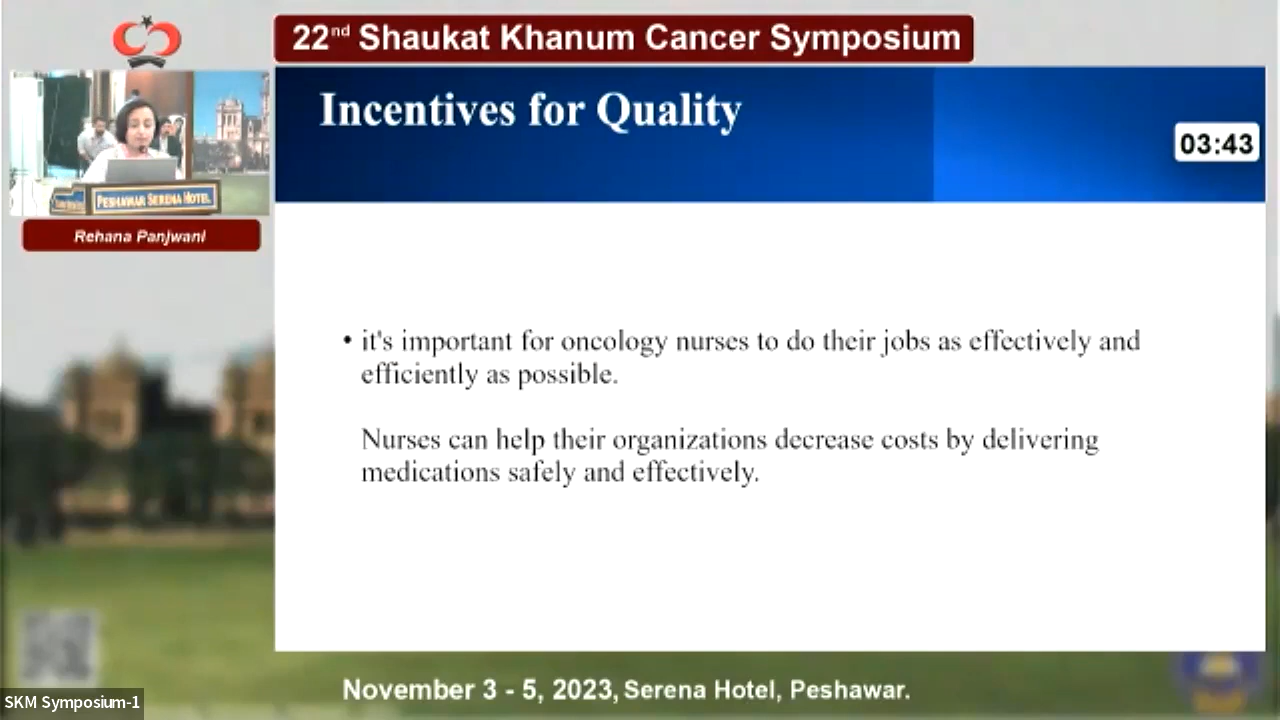 22nd Shaukat Khanum Cancer Symposium
Incentives for Quality
03:43
PESHAWAR SERENA HOTEL
Rehana Panjwani
• it's important for oncology nurses to do their jobs as effectively and
efficiently as possible.
Nurses can help their organizations decrease costs by delivering
medications safely and effectively.
November 3 - 5, 2023, Serena Hotel, Peshawar.
SKM Symposium-1